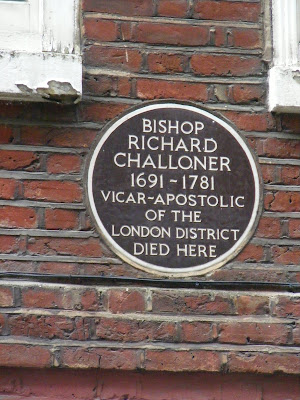 BISHOP
RICHARD
CHALLONER
1691~1781
VICAR-APOSTOLIC
OF THE
LONDON DISTRICT
DIED HERE